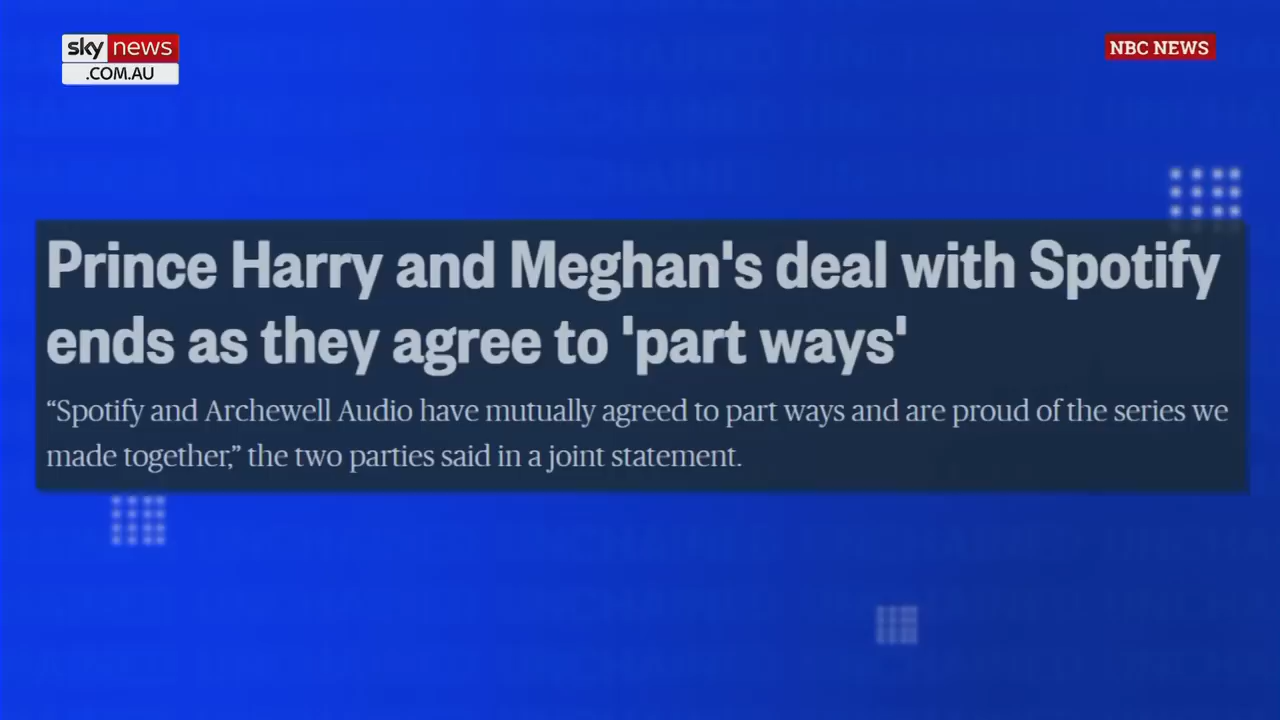 sky news
.COM.AU
NBC NEWS
Prince Harry and Meghan's deal with Spotify
ends as they agree to 'part ways'
“Spotify and Archewell Audio have mutually agreed to part ways and are proud of the series we
made together,” the two parties said in a joint statement.